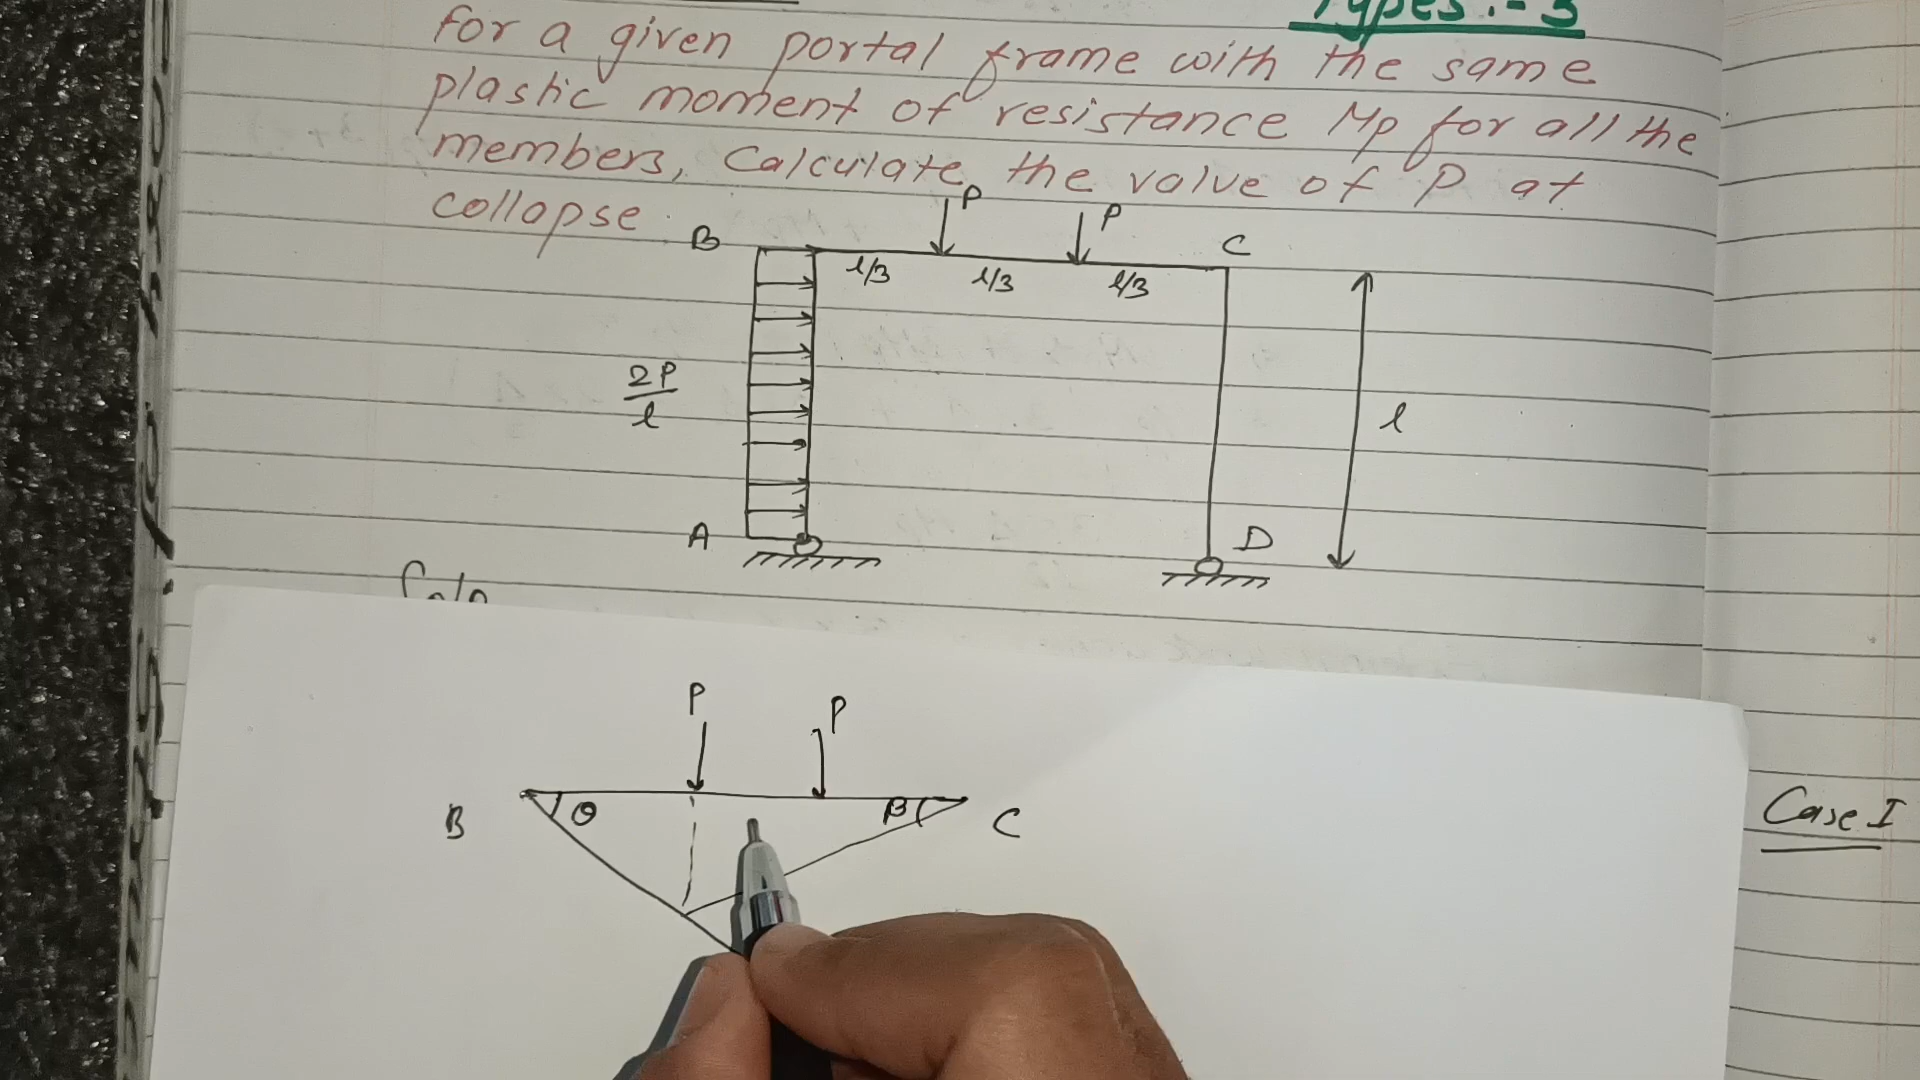 Types:- 3
for a given portal frame with the same
plastic moment of resistance Mp for all the
members, Calculate the value of P at
collapse.
P
P
B
C
l/3
l/3
l/3
2P/l
l
A
D
Soln
P
P
B
θ
β
C
Case I